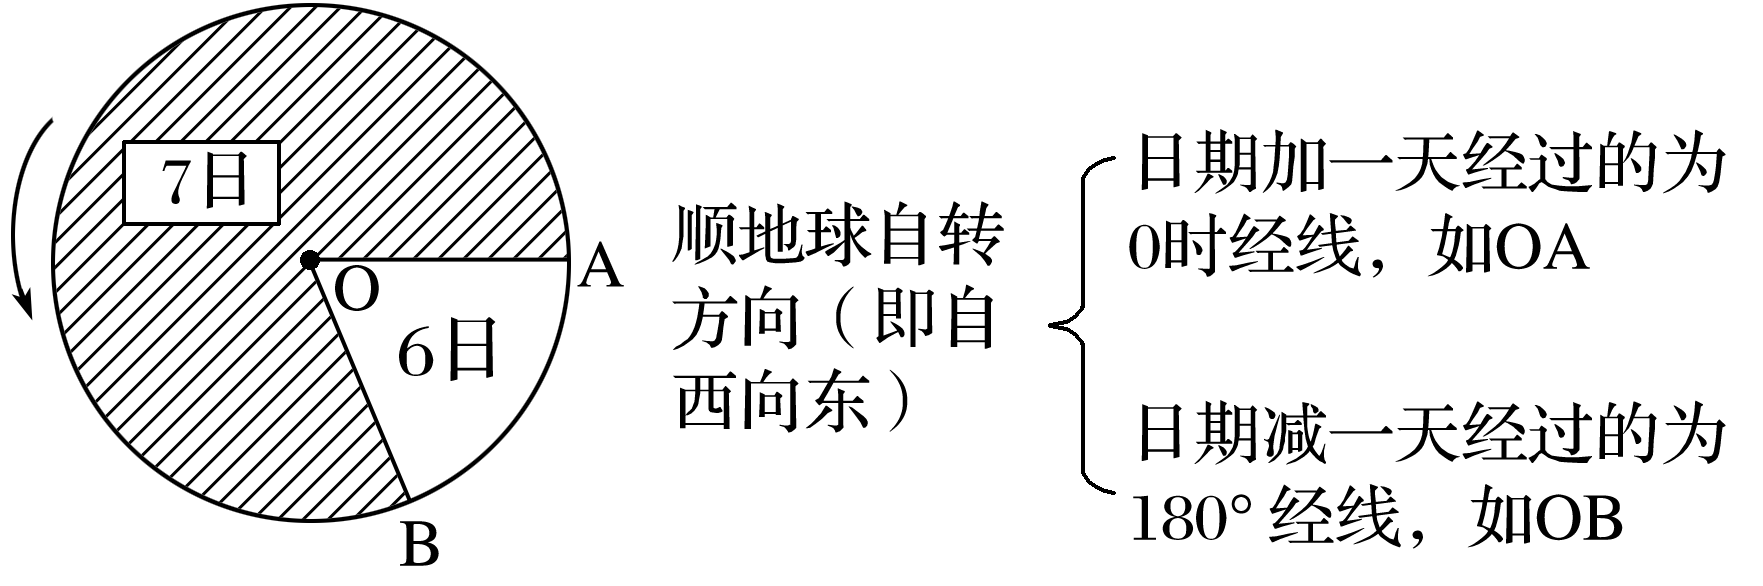 7日
O
A
6日
B
顺地球自转
方向（即自
西向东）
日期加一天经过的为
0时经线，如OA
日期减一天经过的为
180°经线，如OB